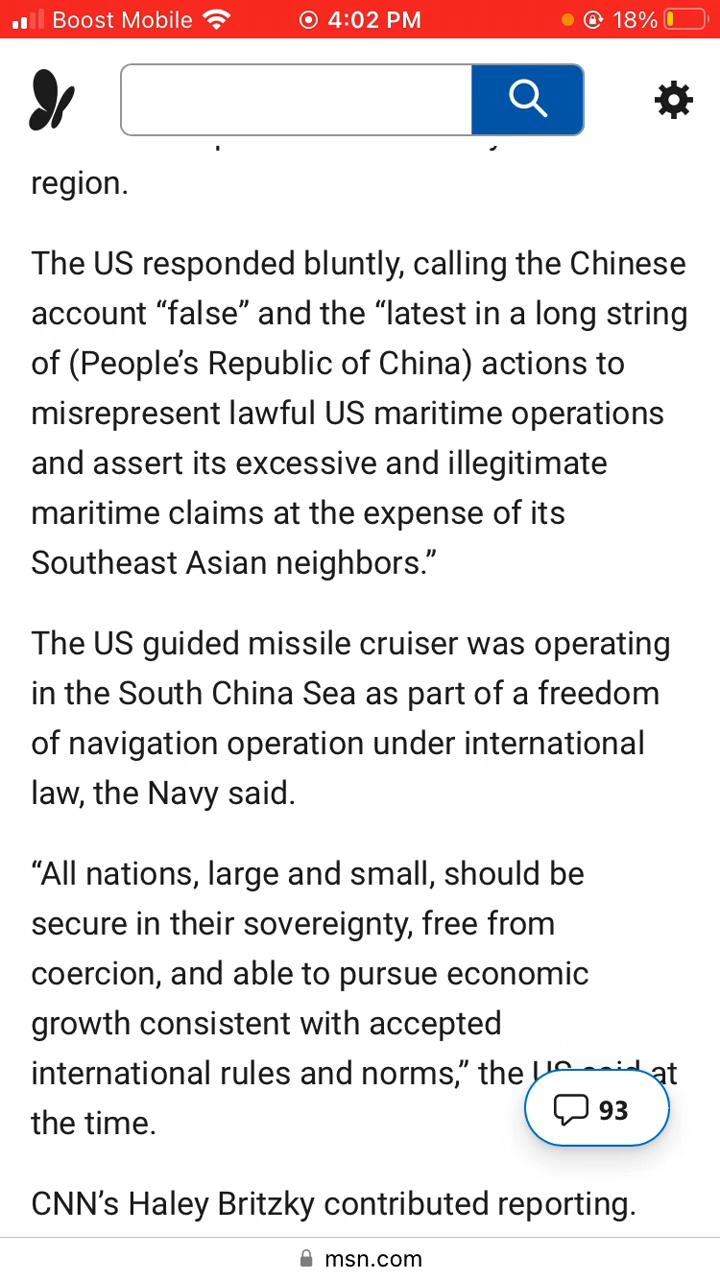 Boost Mobile 4:02 PM 18%
region.
The US responded bluntly, calling the Chinese
account “false” and the “latest in a long string
of (People’s Republic of China) actions to
misrepresent lawful US maritime operations
and assert its excessive and illegitimate
maritime claims at the expense of its
Southeast Asian neighbors.”
The US guided missile cruiser was operating
in the South China Sea as part of a freedom
of navigation operation under international
law, the Navy said.
“All nations, large and small, should be
secure in their sovereignty, free from
coercion, and able to pursue economic
growth consistent with accepted
international rules and norms,” the US said at
the time.
93
CNN’s Haley Britzky contributed reporting.
msn.com